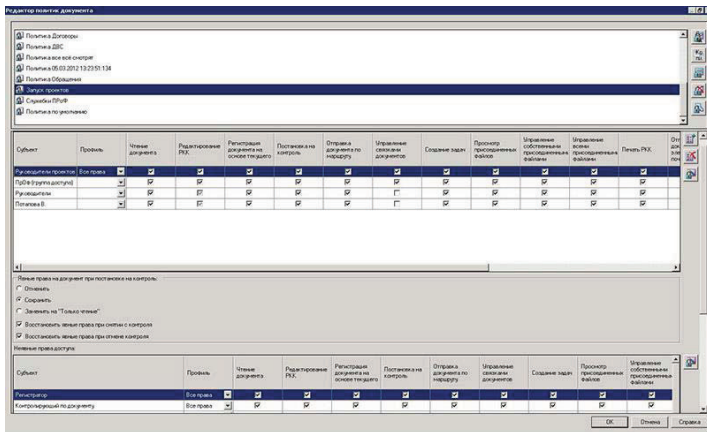 Редактор политик документа
Политика Договоры
Политика ДВС
Политика все всё смотрят
Политика 05.03.2012 13:23:51:134
Политика Обращения
Запуск проектов
Службки ПРоФ
Политика по умолчанию
Субъект Профиль Чтение документа Редактирование РКК Регистрация документа на основе текущего Постановка на контроль Отправка документа по маршруту Управление связками документов Создание задач Просмотр присоединенных файлов Управление собственными присоединенными файлами Управление всеми присоединенными файлами Печать РКК
Руководители проектов Все права
ПрОф (группа доступа)
Руководители
Потапова В.
Явные права на документ при постановке на контроль:
Отменить
Сохранить
Заменить на "Только чтение"
Восстановить явные права при снятии с контроля
Восстановить явные права при отмене контроля
Неявные права доступа
Субъект Профиль Чтение документа Редактирование РКК Регистрация документа на основе текущего Постановка на контроль Отправка документа по маршруту Управление связками документов Создание задач Просмотр присоединенных файлов Управление собственными присоединенными файлами
Регистратор Все права
Контролирующий по документу Все права
OK Отмена Справка